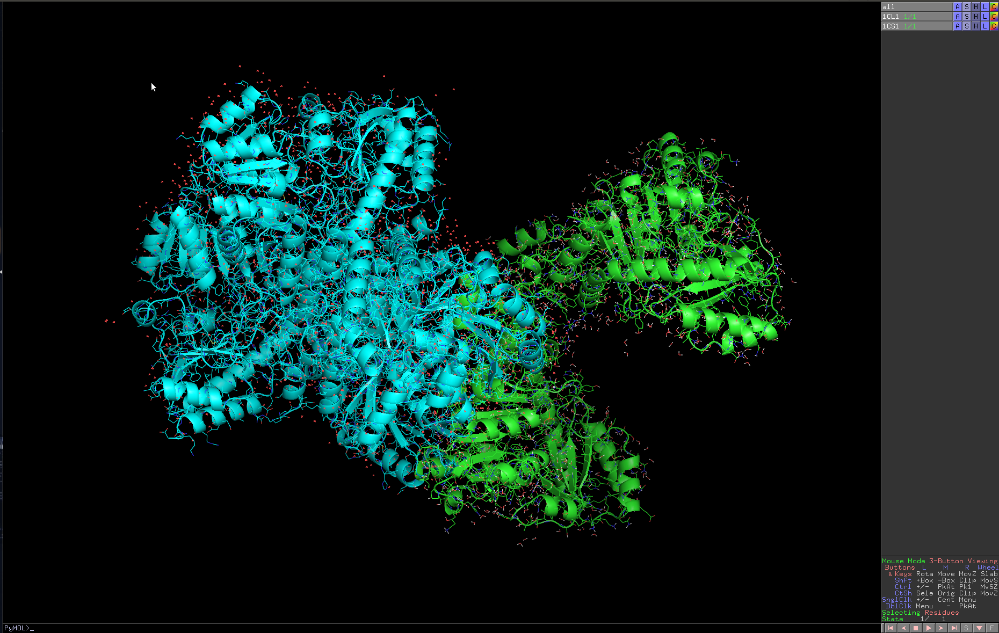 all A S H L C
1CL1 1/1 A S H L C
1CS1 1/1 A S H L C
Mouse Mode 3-Button Viewing
Buttons L M R Wheel
& Keys Rota Move MovZ Slab
Shft +Box -Box Clip MovS
Ctrl +/- PkAt Pk1 MvSZ
CtSh Sele Orig Clip MovZ
SnglClk +/- Cent Menu
DblClk Menu - PkAt
Selecting Residues
State 1/ 1
PyMOL>_
S F